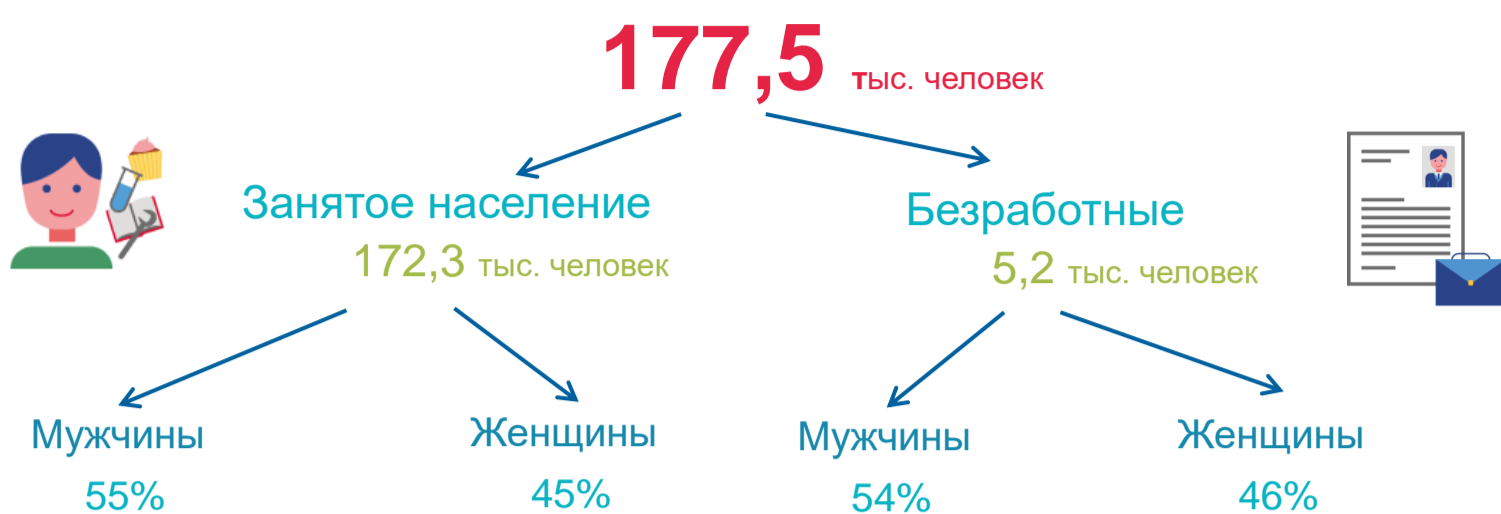 177,5 тыс. человек
Занятое население
172,3 тыс. человек
Безработные
5,2 тыс. человек
Мужчины
55%
Женщины
45%
Мужчины
54%
Женщины
46%